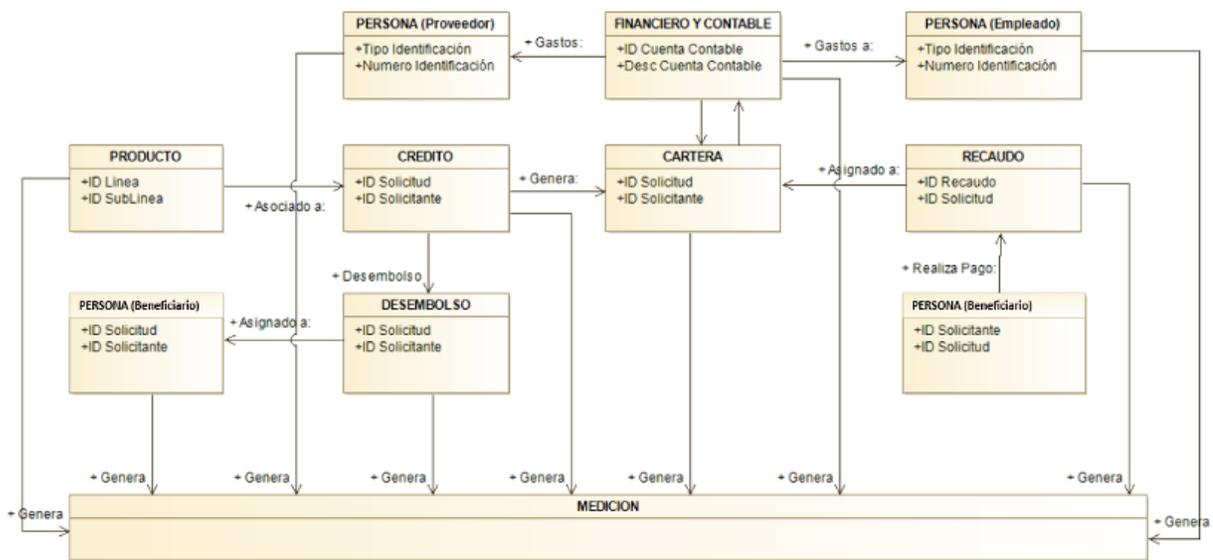 PERSONA (Proveedor)
+Tipo Identificación
+Numero Identificación
+ Gastos:
FINANCIERO Y CONTABLE
+ID Cuenta Contable
+Desc Cuenta Contable
+ Gastos a:
PERSONA (Empleado)
+Tipo Identificación
+Numero Identificación
PRODUCTO
+ID Linea
+ID SubLinea
+ Asociado a:
CREDITO
+ID Solicitud
+ID Solicitante
+ Genera:
CARTERA
+ID Solicitud
+ID Solicitante
+ Asignado a:
RECAUDO
+ID Recaudo
+ID Solicitud
+ Desembolso
+ Realiza Pago:
PERSONA (Beneficiario)
+ID Solicitud
+ID Solicitante
+ Asignado a:
DESEMBOLSO
+ID Solicitud
+ID Solicitante
PERSONA (Beneficiario)
+ID Solicitante
+ID Solicitud
+ Genera
+ Genera
+ Genera
+ Genera
+ Genera
+ Genera
+ Genera
+ Genera
MEDICION
+ Genera